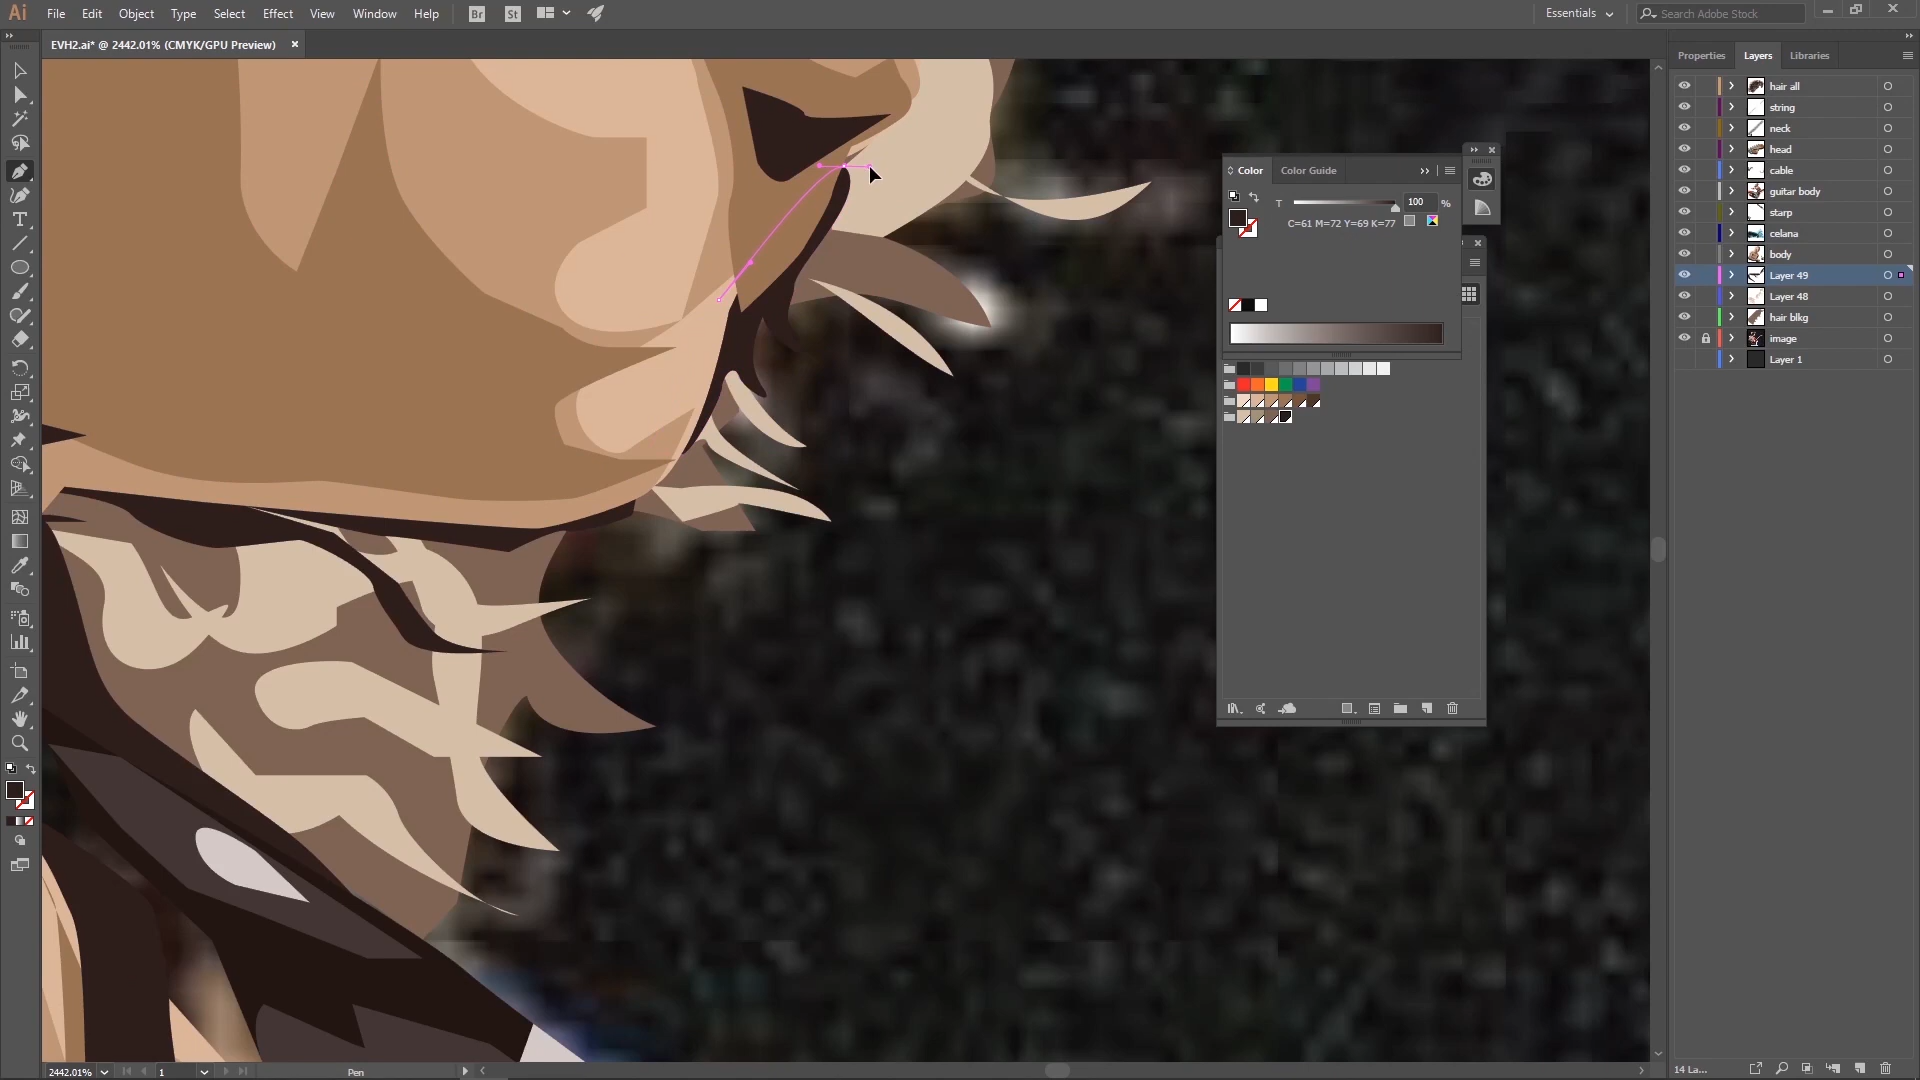 Ai File Edit Object Type Select Effect View Window Help Br St Essentials Search Adobe Stock
EVH2.ai* @ 2442.01% (CMYK/GPU Preview) ×
Properties Layers Libraries
hair all
string
neck
head
cable
guitar body
starp
celana
body
Layer 49
Layer 48
hair blkg
image
Layer 1
Color Color Guide
T 100 %
C=61 M=72 Y=69 K=77
2442.01% 1 Pen 14 La...